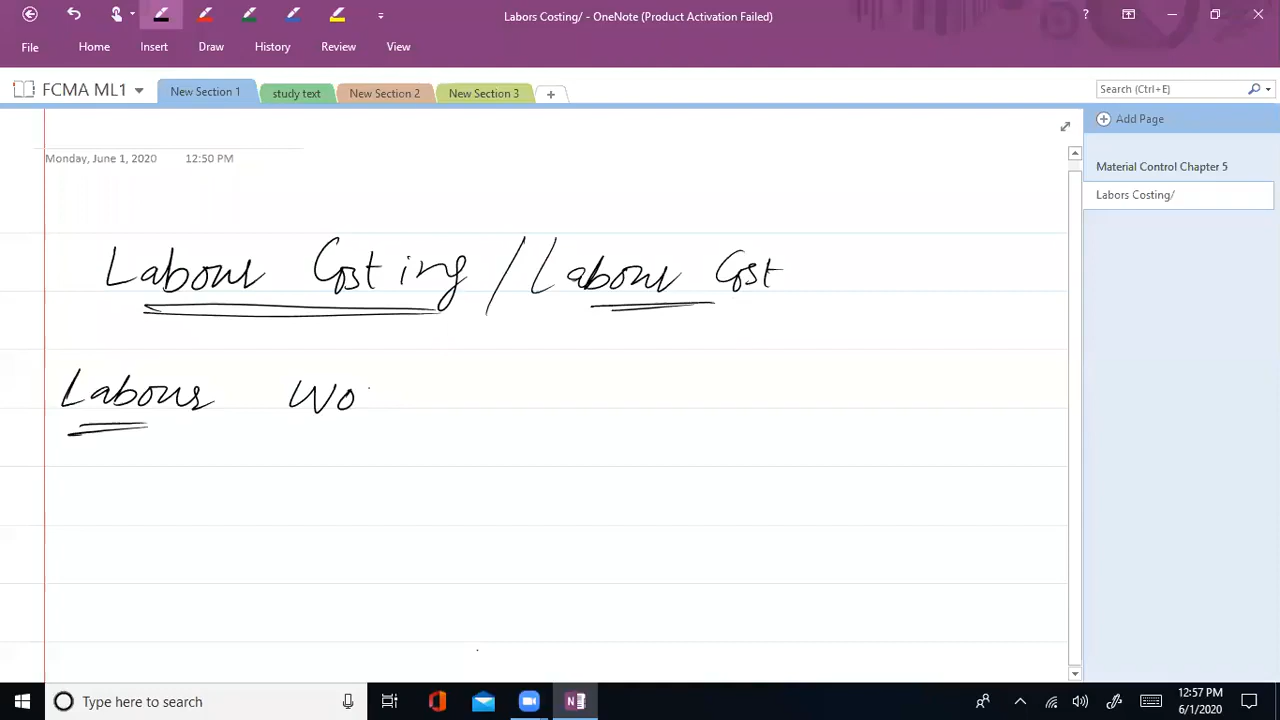 Labors Costing/ - OneNote (Product Activation Failed)
?
File Home Insert Draw History Review View
FCMA ML1 New Section 1 study text New Section 2 New Section 3 Search (Ctrl+E)
Add Page
Monday, June 1, 2020 12:50 PM
Material Control Chapter 5
Labors Costing/
Labour Costing / Labour Cost
Labour Wo
Type here to search
12:57 PM
6/1/2020